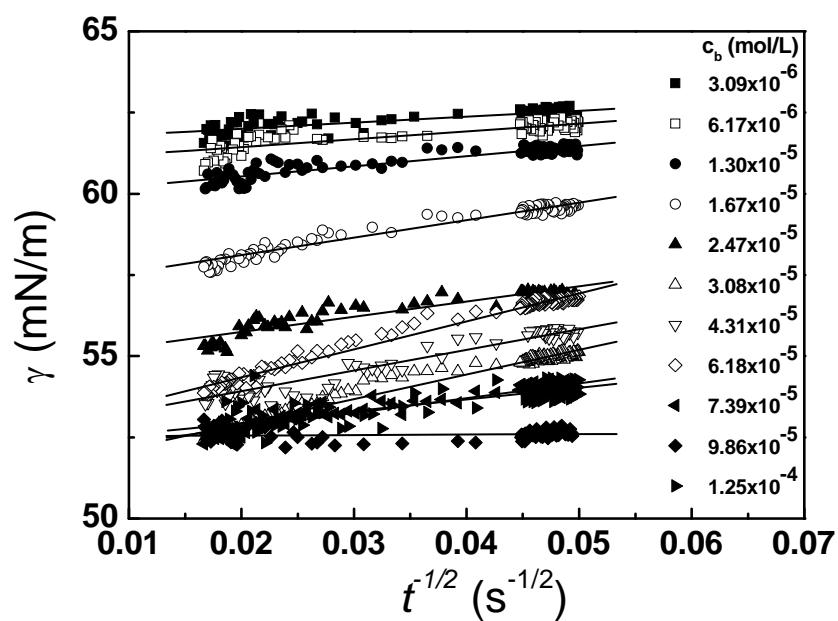 65
60
55
50
γ (mN/m)
0.01 0.02 0.03 0.04 0.05 0.06 0.07
t^{-1/2} (s^{-1/2})
c_b (mol/L)
3.09x10^{-6}
6.17x10^{-6}
1.30x10^{-5}
1.67x10^{-5}
2.47x10^{-5}
3.08x10^{-5}
4.31x10^{-5}
6.18x10^{-5}
7.39x10^{-5}
9.86x10^{-5}
1.25x10^{-4}